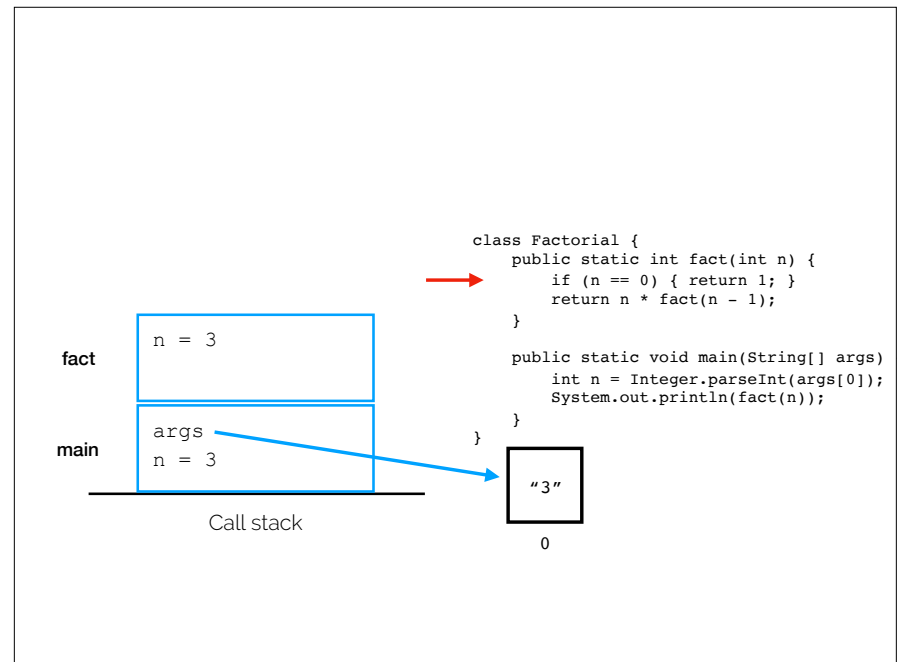 class Factorial {
    public static int fact(int n) {
        if (n == 0) { return 1; }
        return n * fact(n - 1);
    }

    public static void main(String[] args)
        int n = Integer.parseInt(args[0]);
        System.out.println(fact(n));
    }
}
fact
n = 3
main
args
n = 3
Call stack
“3”
0